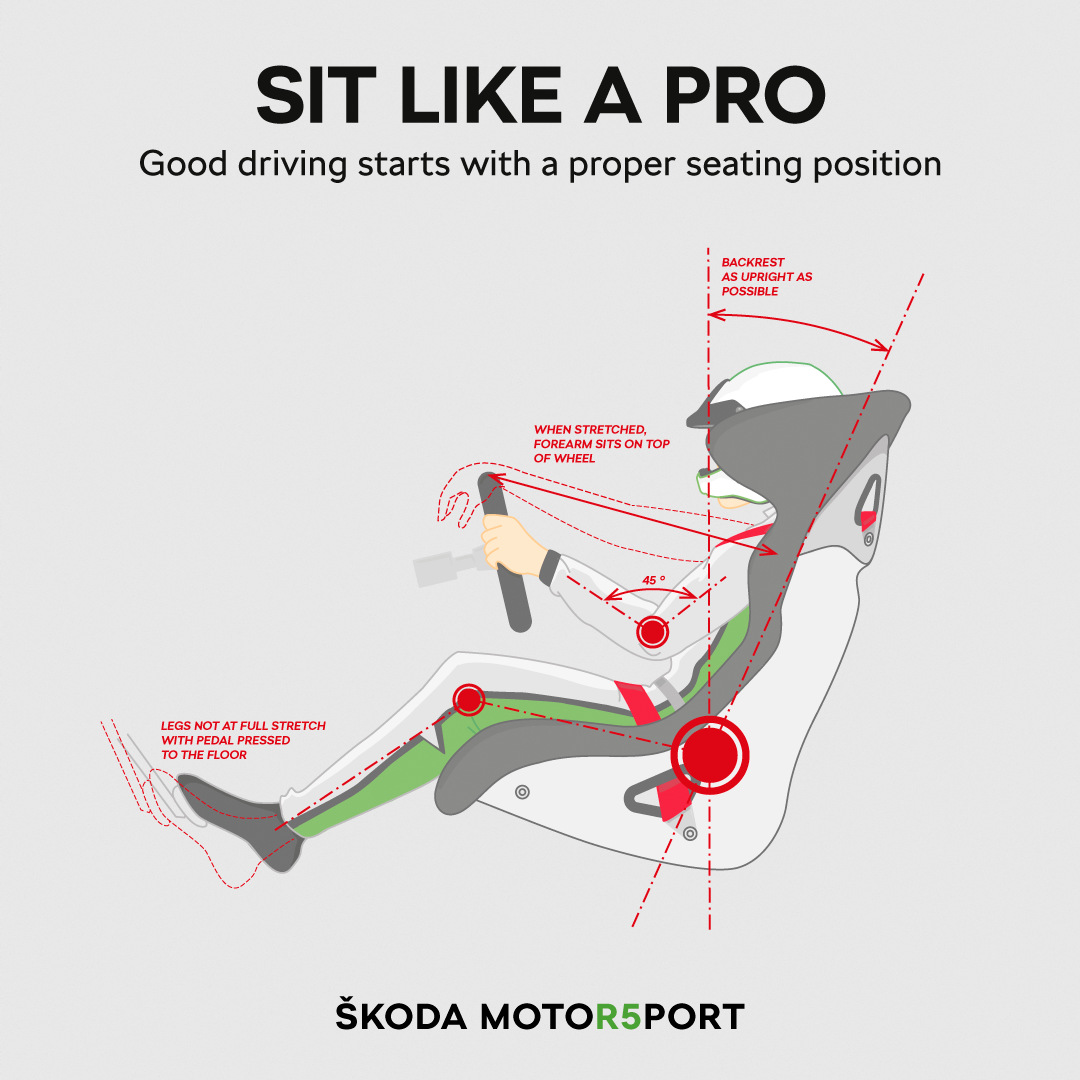 SIT LIKE A PRO
Good driving starts with a proper seating position
BACKREST
AS UPRIGHT AS
POSSIBLE
WHEN STRETCHED,
FOREARM SITS ON TOP
OF WHEEL
45 º
LEGS NOT AT FULL STRETCH
WITH PEDAL PRESSED
TO THE FLOOR
ŠKODA MOTOR5PORT